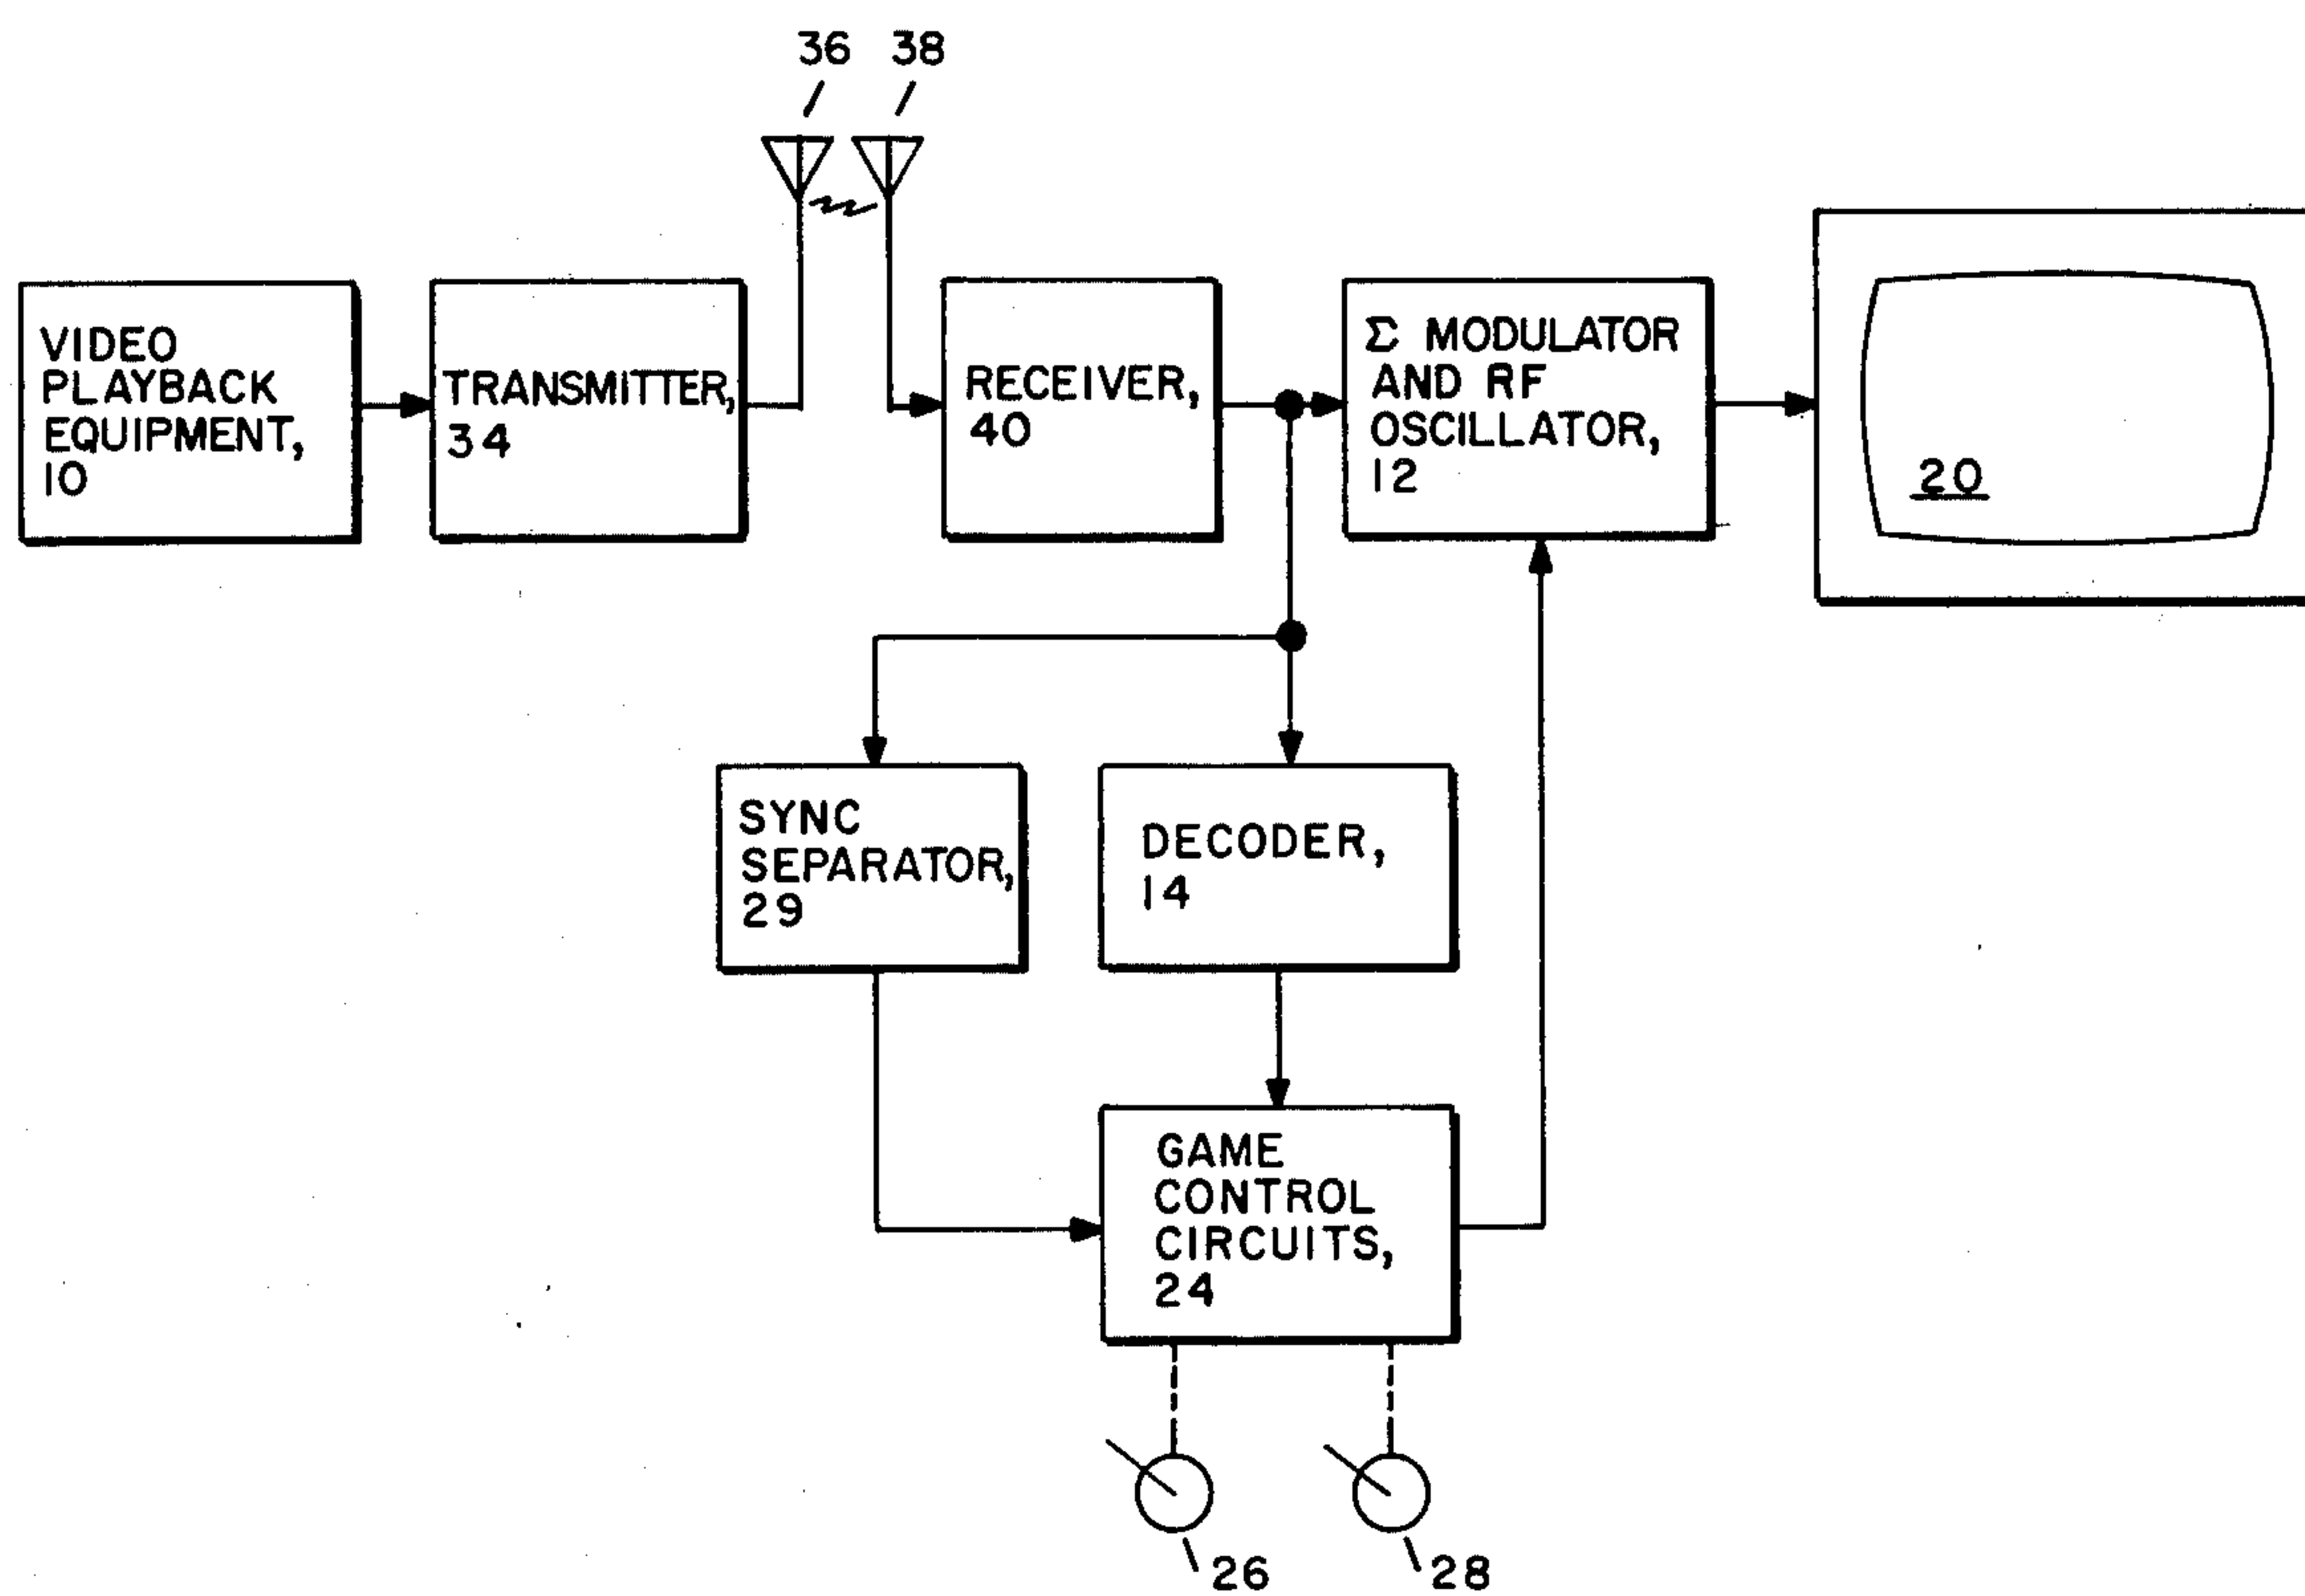 36 38
VIDEO
PLAYBACK
EQUIPMENT,
10
TRANSMITTER,
34
RECEIVER,
40
Σ MODULATOR
AND RF
OSCILLATOR,
12
20
SYNC
SEPARATOR,
29
DECODER,
14
GAME
CONTROL
CIRCUITS,
24
26
28